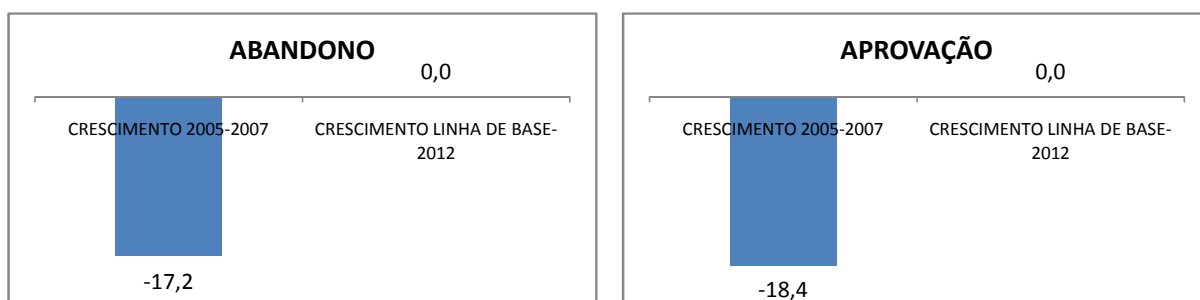 ABANDONO
0,0
CRESCIMENTO 2005-2007
CRESCIMENTO LINHA DE BASE-
2012
-17,2
APROVAÇÃO
0,0
CRESCIMENTO 2005-2007
CRESCIMENTO LINHA DE BASE-
2012
-18,4